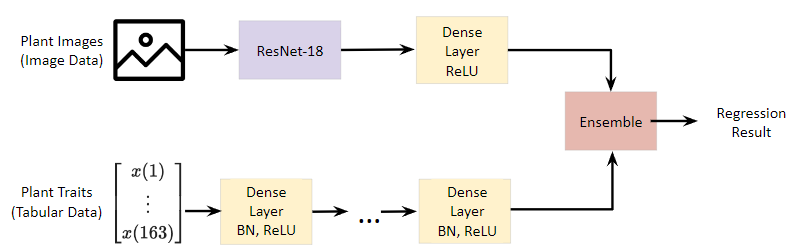 Plant Images
(Image Data)
ResNet-18
Dense
Layer
ReLU
Ensemble
Regression
Result
Plant Traits
(Tabular Data)
x(1)
⋮
x(163)
Dense
Layer
BN, ReLU
...
Dense
Layer
BN, ReLU